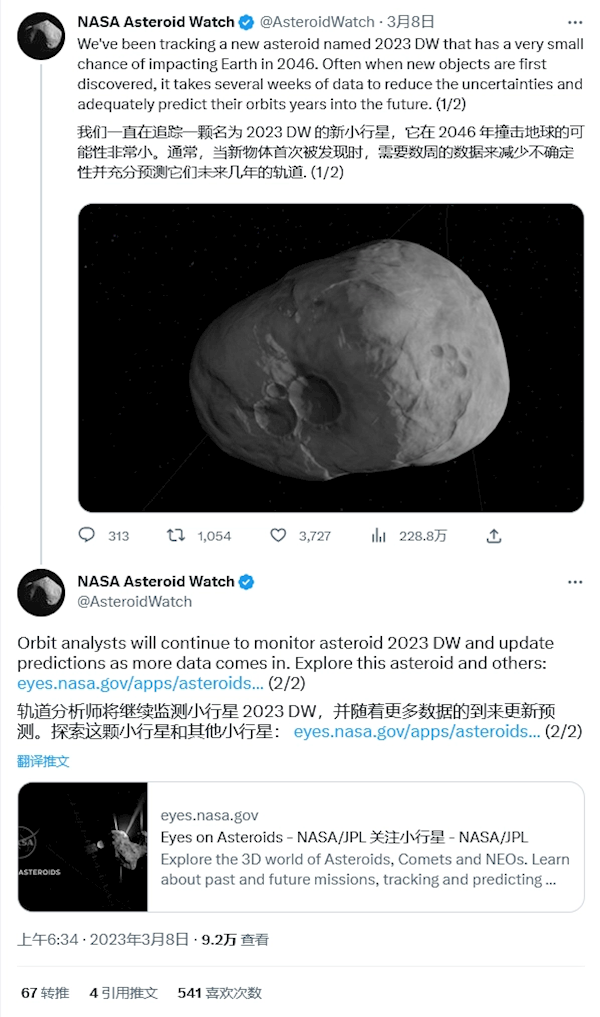 NASA Asteroid Watch @AsteroidWatch · 3月8日
We've been tracking a new asteroid named 2023 DW that has a very small
chance of impacting Earth in 2046. Often when new objects are first
discovered, it takes several weeks of data to reduce the uncertainties and
adequately predict their orbits years into the future. (1/2)
我们一直在追踪一颗名为 2023 DW 的新小行星，它在 2046 年撞击地球的可
能性非常小。通常，当新物体首次被发现时，需要数周的数据来减少不确定
性并充分预测它们未来几年的轨道. (1/2)
313 1,054 3,727 228.8万
NASA Asteroid Watch
@AsteroidWatch
Orbit analysts will continue to monitor asteroid 2023 DW and update
predictions as more data comes in. Explore this asteroid and others:
eyes.nasa.gov/apps/asteroids... (2/2)
轨道分析师将继续监测小行星 2023 DW，并随着更多数据的到来更新预
测。探索这颗小行星和其他小行星： eyes.nasa.gov/apps/asteroids... (2/2)
翻译推文
SA
ASTEROIDS
eyes.nasa.gov
Eyes on Asteroids - NASA/JPL 关注小行星 - NASA/JPL
Explore the 3D world of Asteroids, Comets and NEOs. Learn
about past and future missions, tracking and predicting ...
上午6:34 · 2023年3月8日 · 9.2万 查看
67 转推 4 引用推文 541 喜欢次数